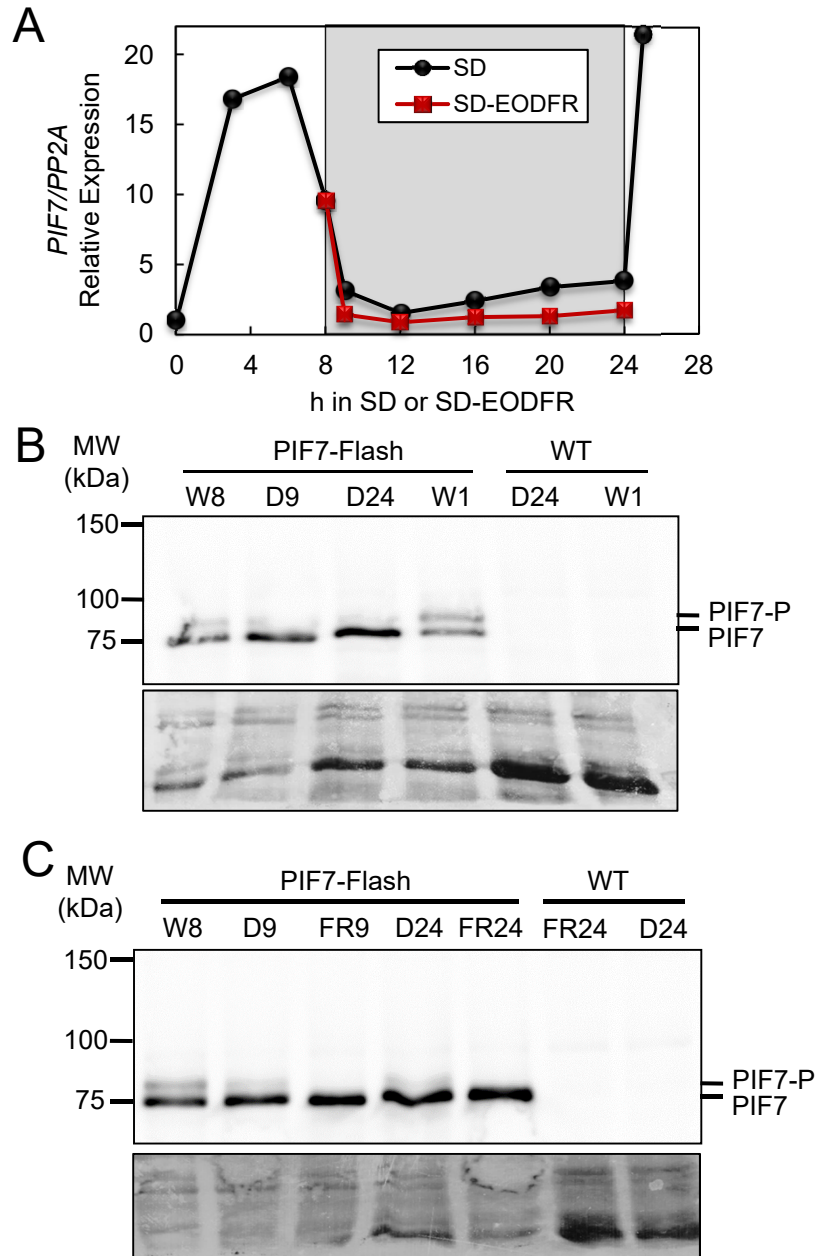 A
PIF7/PP2A
Relative Expression
20
15
10
5
0
SD
SD-EODFR
0 4 8 12 16 20 24 28
h in SD or SD-EODFR
B
MW
(kDa)
PIF7-Flash WT
W8 D9 D24 W1 D24 W1
150
100
75
PIF7-P
PIF7
C
MW
(kDa)
PIF7-Flash WT
W8 D9 FR9 D24 FR24 FR24 D24
150
100
75
PIF7-P
PIF7